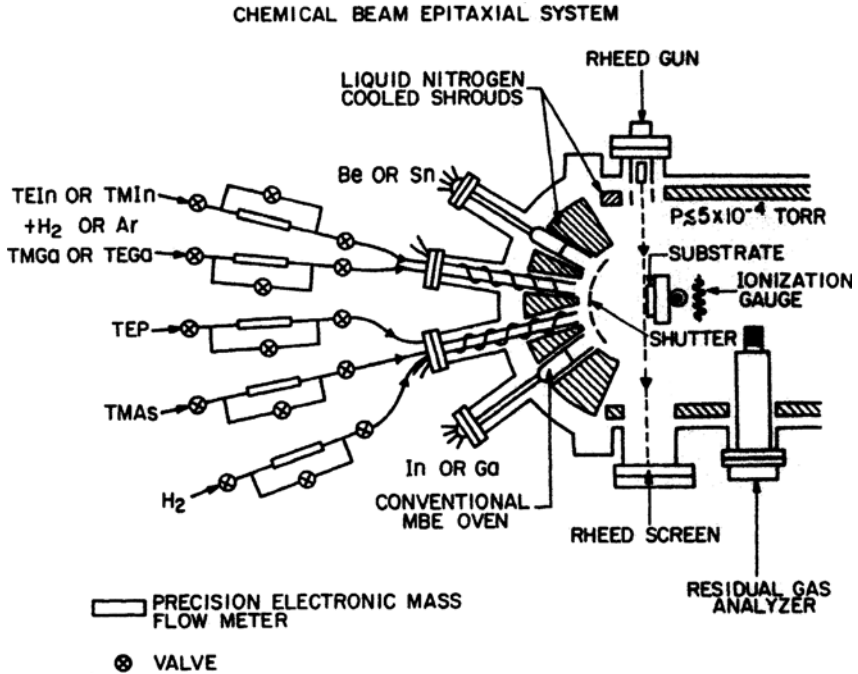 CHEMICAL BEAM EPITAXIAL SYSTEM
RHEED GUN
LIQUID NITROGEN
COOLED SHROUDS
Be OR Sn
TEIn OR TMIn
+H₂ OR Ar
TMGa OR TEGa
P≤5×10⁻⁴ TORR
SUBSTRATE
IONIZATION
GAUGE
TEP
SHUTTER
TMAs
In OR Ga
H₂
CONVENTIONAL
MBE OVEN
RHEED SCREEN
RESIDUAL GAS
ANALYZER
PRECISION ELECTRONIC MASS
FLOW METER
VALVE